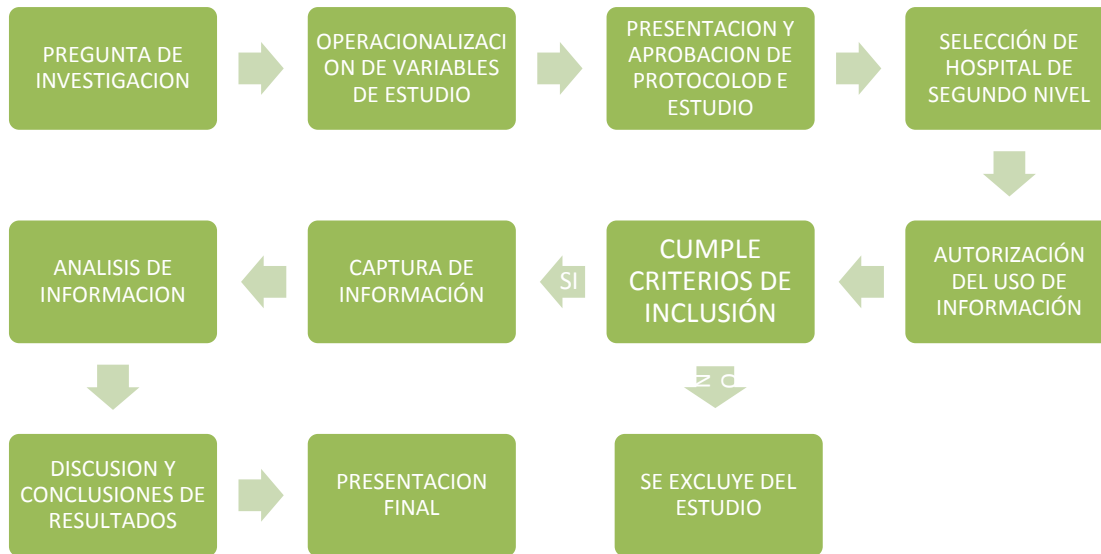 PREGUNTA DE
INVESTIGACION
OPERACIONALIZACI
ON DE VARIABLES
DE ESTUDIO
PRESENTACION Y
APROBACION DE
PROTOCOLOD E
ESTUDIO
SELECCIÓN DE
HOSPITAL DE
SEGUNDO NIVEL
AUTORIZACIÓN
DEL USO DE
INFORMACIÓN
CUMPLE
CRITERIOS DE
INCLUSIÓN
SI
CAPTURA DE
INFORMACIÓN
ANALISIS DE
INFORMACION
NO
DISCUSION Y
CONCLUSIONES DE
RESULTADOS
PRESENTACION
FINAL
SE EXCLUYE DEL
ESTUDIO